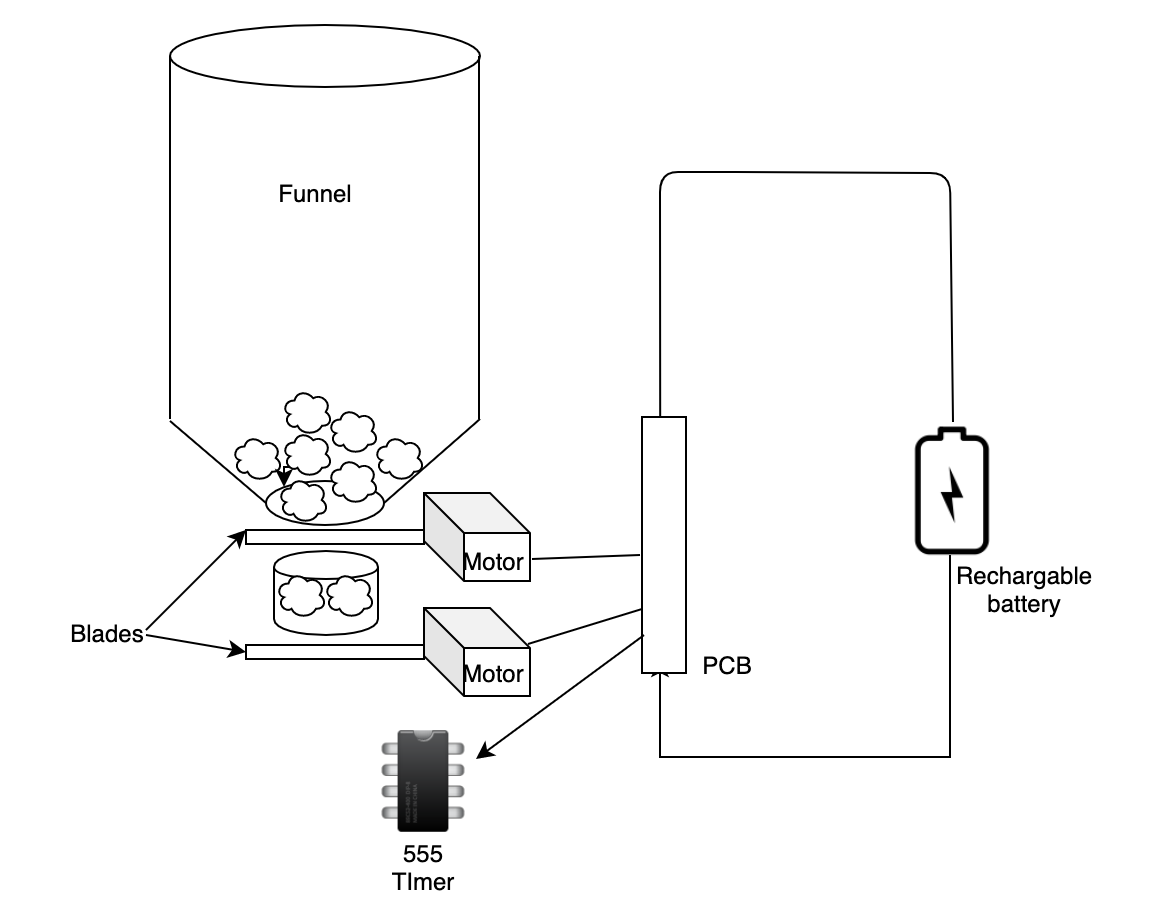 Funnel
Motor
Rechargable
battery
Blades
Motor
PCB
555
TImer